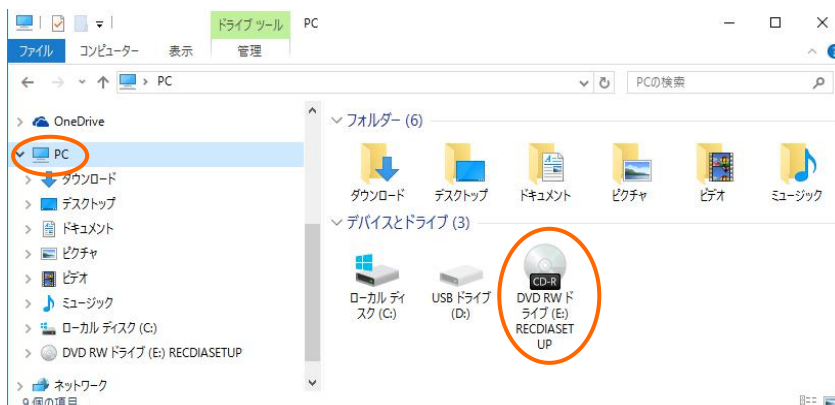 ドライブ ツール
PC
ファイル
コンピューター
表示
管理
PC
PCの検索
OneDrive
PC
ダウンロード
デスクトップ
ドキュメント
ピクチャ
ビデオ
ミュージック
ローカル ディスク (C:)
DVD RW ドライブ (E:) RECDIASETUP
ネットワーク
9 個の項目
フォルダー (6)
ダウンロード
デスクトップ
ドキュメント
ピクチャ
ビデオ
ミュージック
デバイスとドライブ (3)
ローカル ディ
スク (C:)
USB ドライブ
(D:)
CD-R
DVD RW ド
ライブ (E:)
RECDIASET
UP